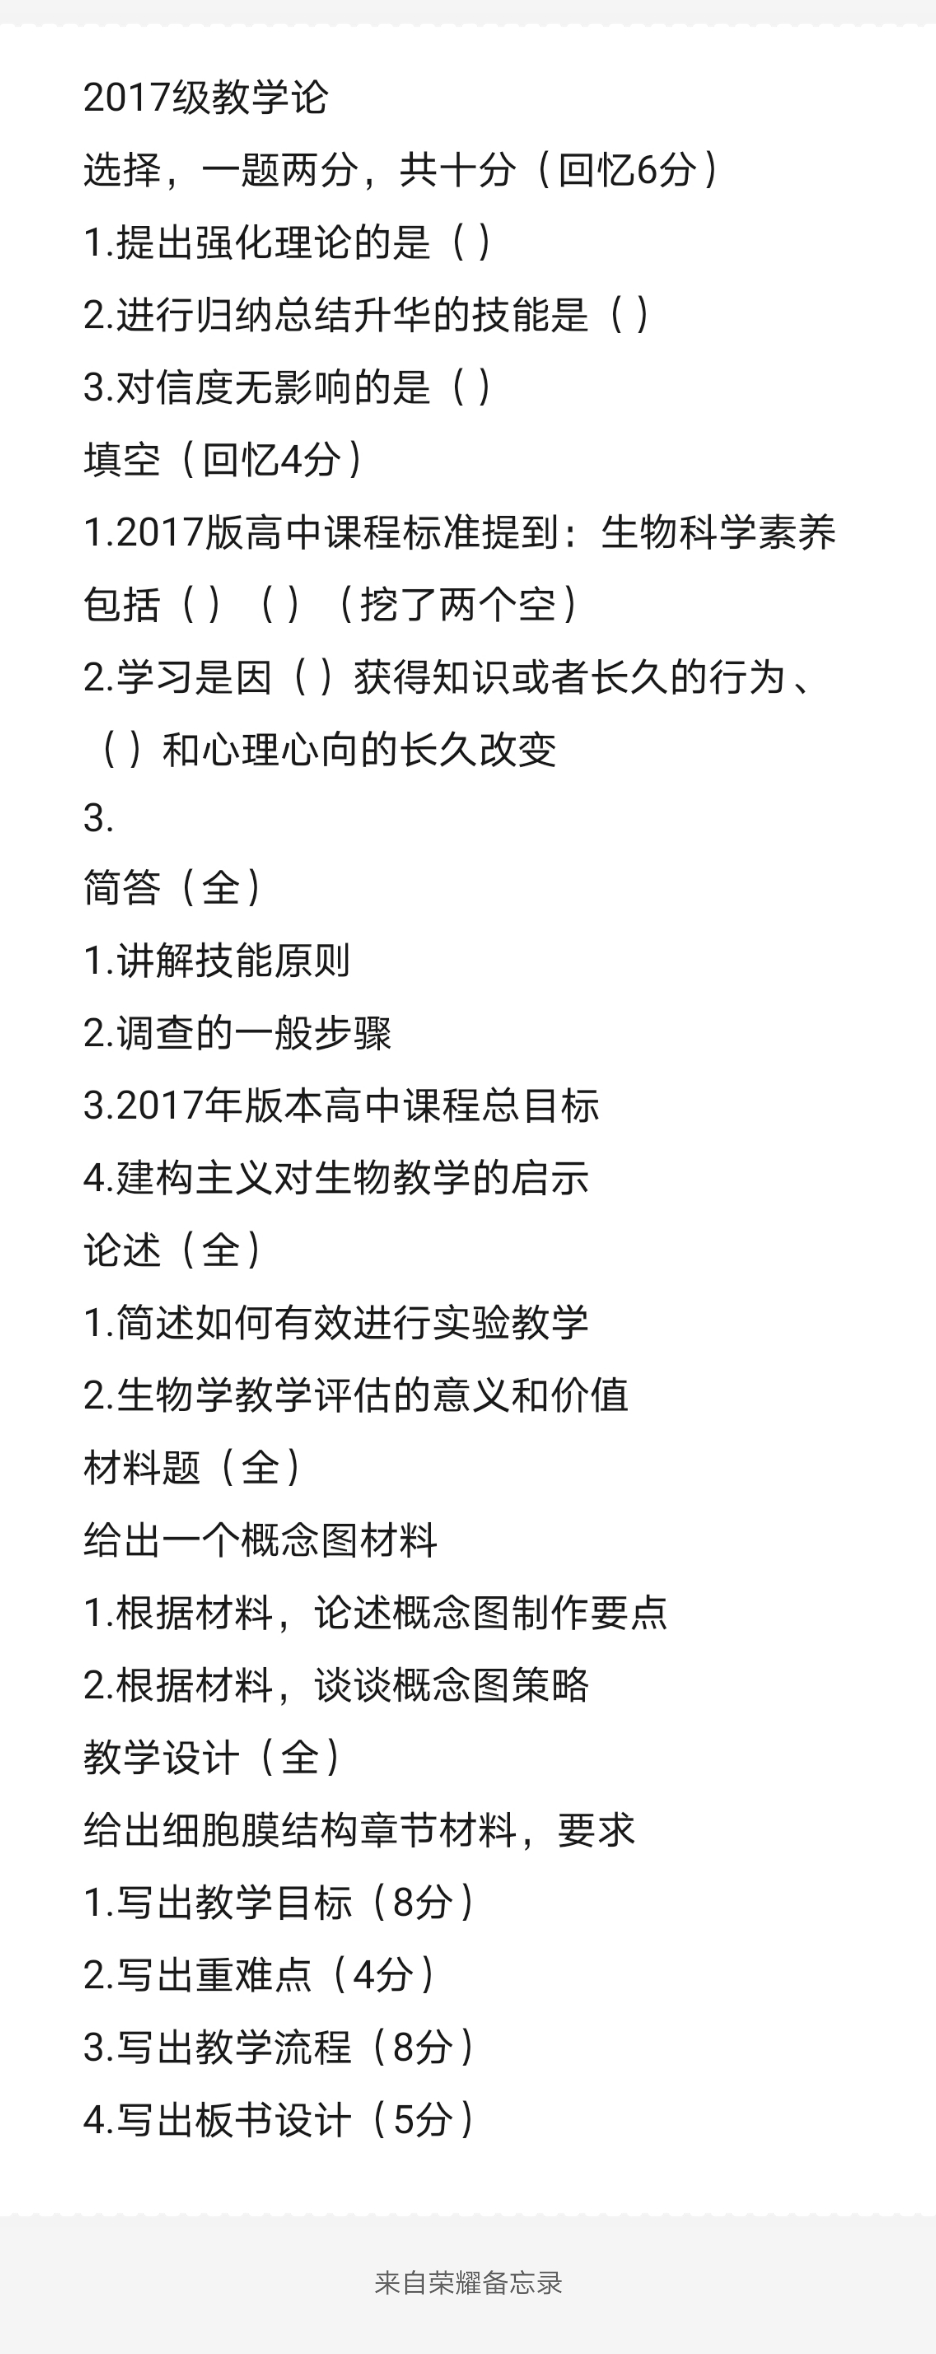 2017级教学论
选择，一题两分，共十分（回忆6分）
1.提出强化理论的是（）
2.进行归纳总结升华的技能是（）
3.对信度无影响的是（）
填空（回忆4分）
1.2017版高中课程标准提到：生物科学素养
包括（）（）（挖了两个空）
2.学习是因（）获得知识或者长久的行为、
（）和心理心向的长久改变
3.
简答（全）
1.讲解技能原则
2.调查的一般步骤
3.2017年版本高中课程总目标
4.建构主义对生物教学的启示
论述（全）
1.简述如何有效进行实验教学
2.生物学教学评估的意义和价值
材料题（全）
给出一个概念图材料
1.根据材料，论述概念图制作要点
2.根据材料，谈谈概念图策略
教学设计（全）
给出细胞膜结构章节材料，要求
1.写出教学目标（8分）
2.写出重难点（4分）
3.写出教学流程（8分）
4.写出板书设计（5分）
来自荣耀备忘录